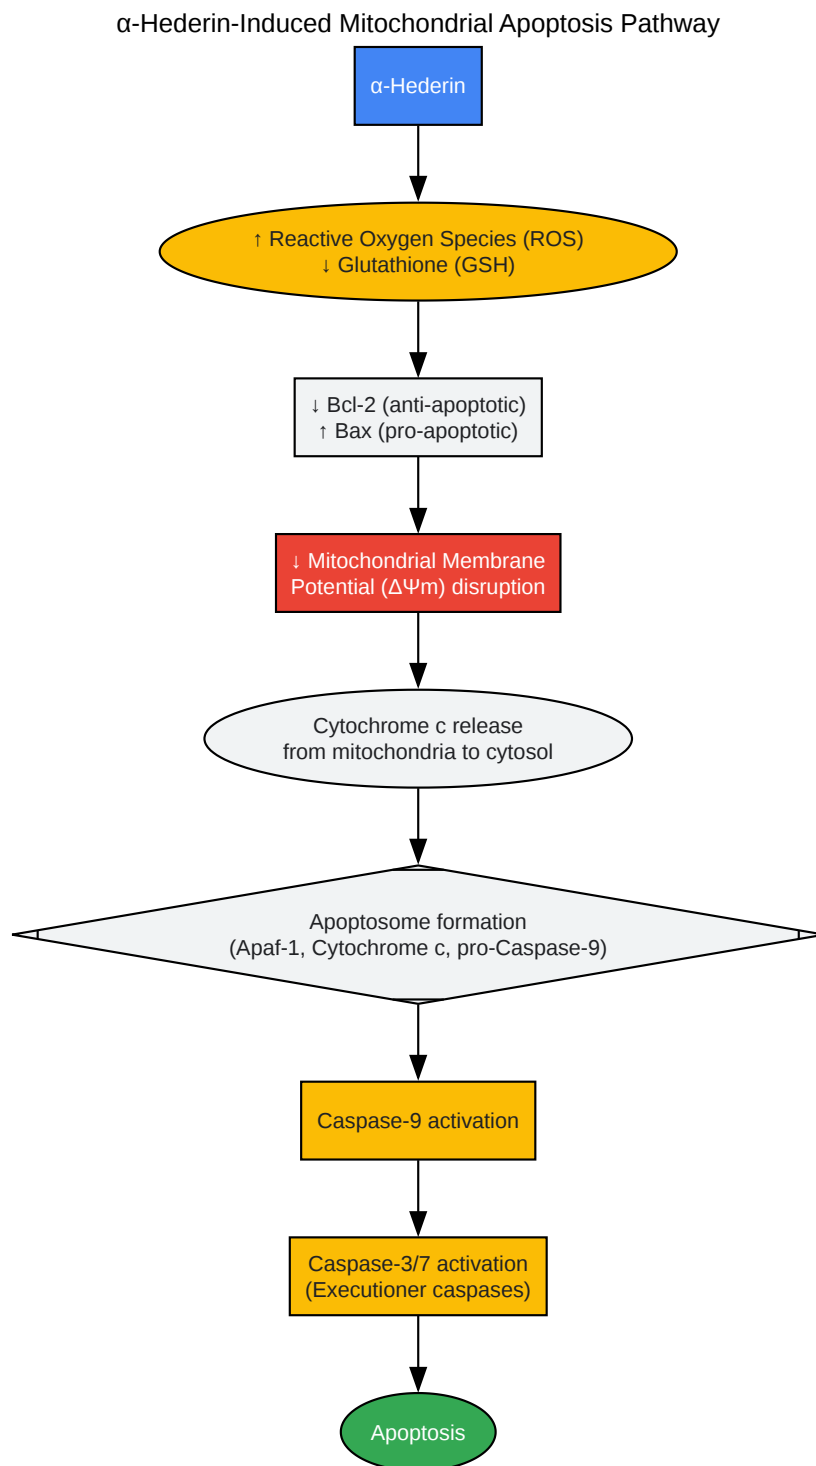 α-Hederin-Induced Mitochondrial Apoptosis Pathway
α-Hederin
↑ Reactive Oxygen Species (ROS)
↓ Glutathione (GSH)
↓ Bcl-2 (anti-apoptotic)
↑ Bax (pro-apoptotic)
↓ Mitochondrial Membrane
Potential (ΔΨm) disruption
Cytochrome c release
from mitochondria to cytosol
Apoptosome formation
(Apaf-1, Cytochrome c, pro-Caspase-9)
Caspase-9 activation
Caspase-3/7 activation
(Executioner caspases)
Apoptosis